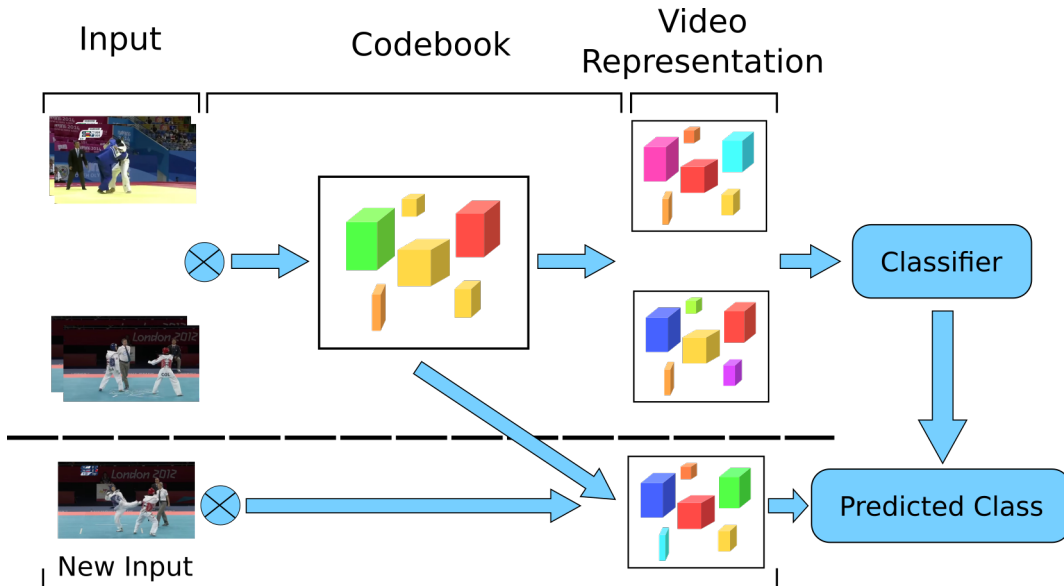 Input
Codebook
Video
Representation
London 2012
Classifier
London 2012
Predicted Class
New Input